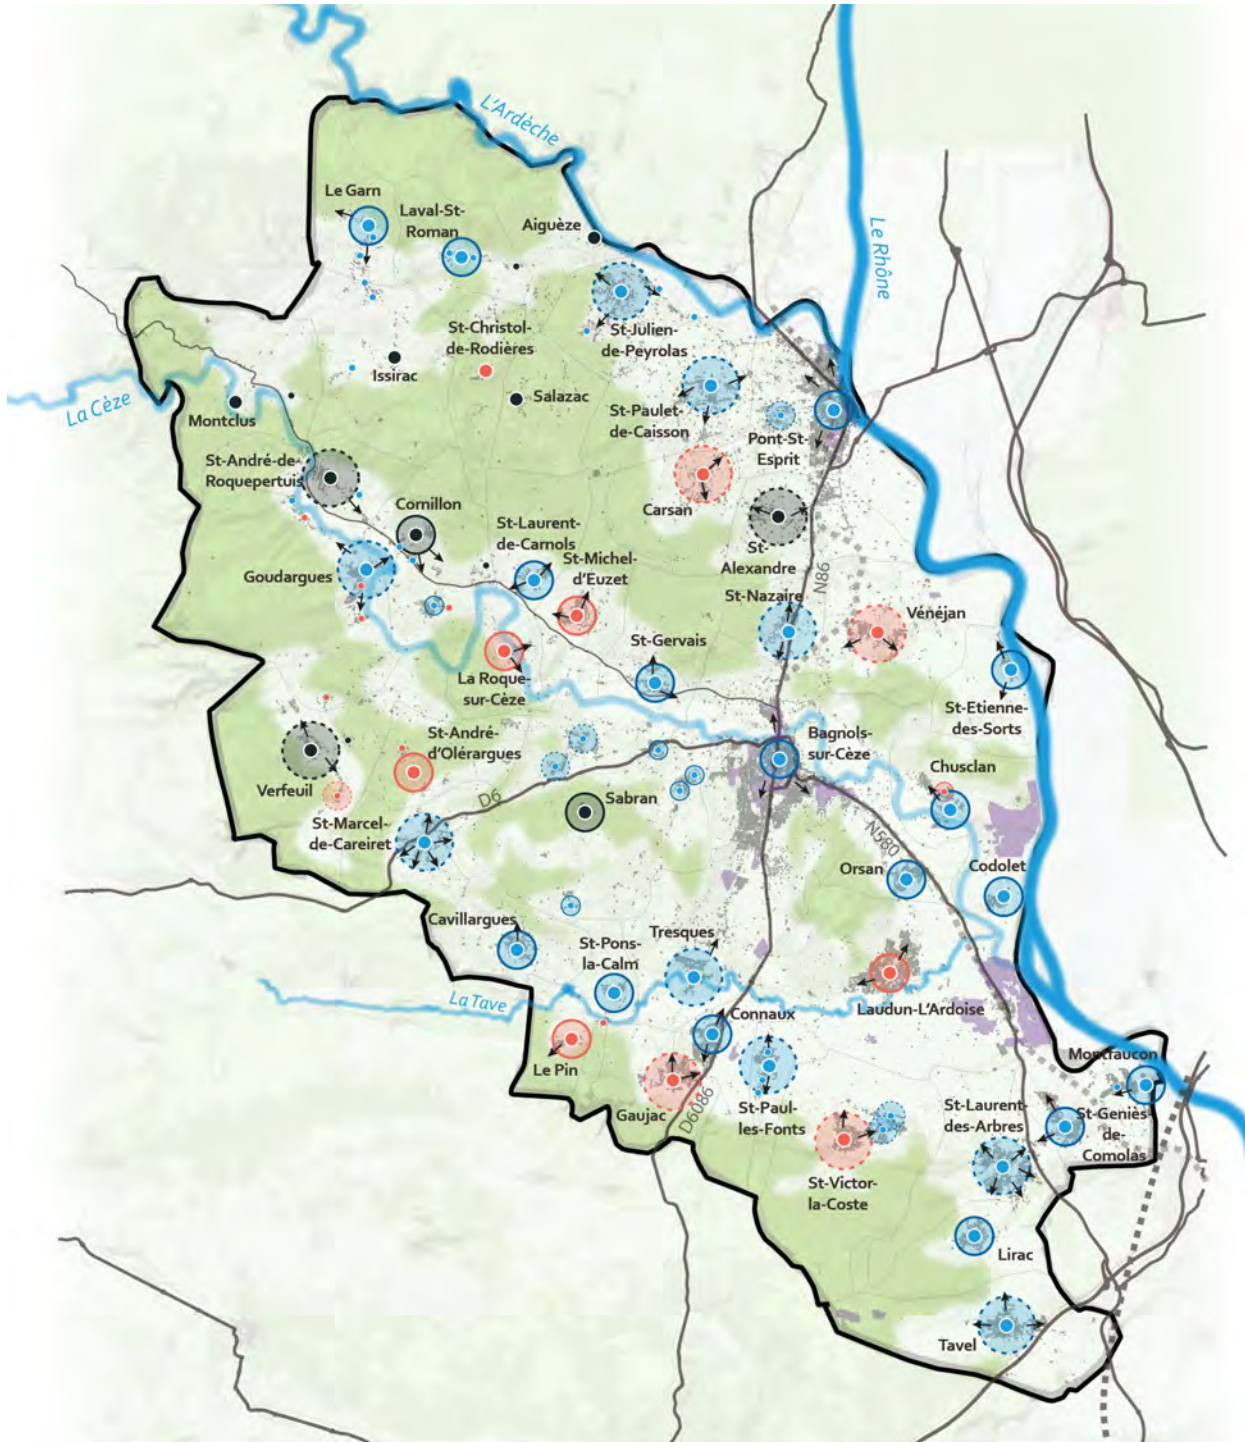 L'Ardèche
Le Garn
Laval-St-
Roman
Aiguèze
Le Rhône
St-Christol-
de-Rodières
St-Julien-
de-Peyrolas
Issirac
La Cèze
Montclus
Salazac
St-Paulet-
de-Caisson
Pont-St-
Esprit
St-André-de-
Roquepertuis
Cornillon
Carsan
St-Laurent-
de-Carnols
St-Michel-
d'Euzet
St-
Alexandre
Goudargues
N86
St-Nazaire
Vénéjan
St-Gervais
La Roque-
sur-Cèze
St-Etienne-
des-Sorts
St-André-
d'Olérargues
Bagnols-
sur-Cèze
Chusclan
Verfeuil
D6
Sabran
St-Marcel-
de-Careiret
N580
Orsan
Codolet
Cavillargues
St-Pons-
la-Calm
Tresques
La Tave
Connaux
Laudun-L'Ardoise
Le Pin
Montfaucon
Gaujac
D6086
St-Paul-
les-Fonts
St-Laurent-
des-Arbres
St-Geniès-
de-
Comolas
St-Victor-
la-Coste
Lirac
Tavel